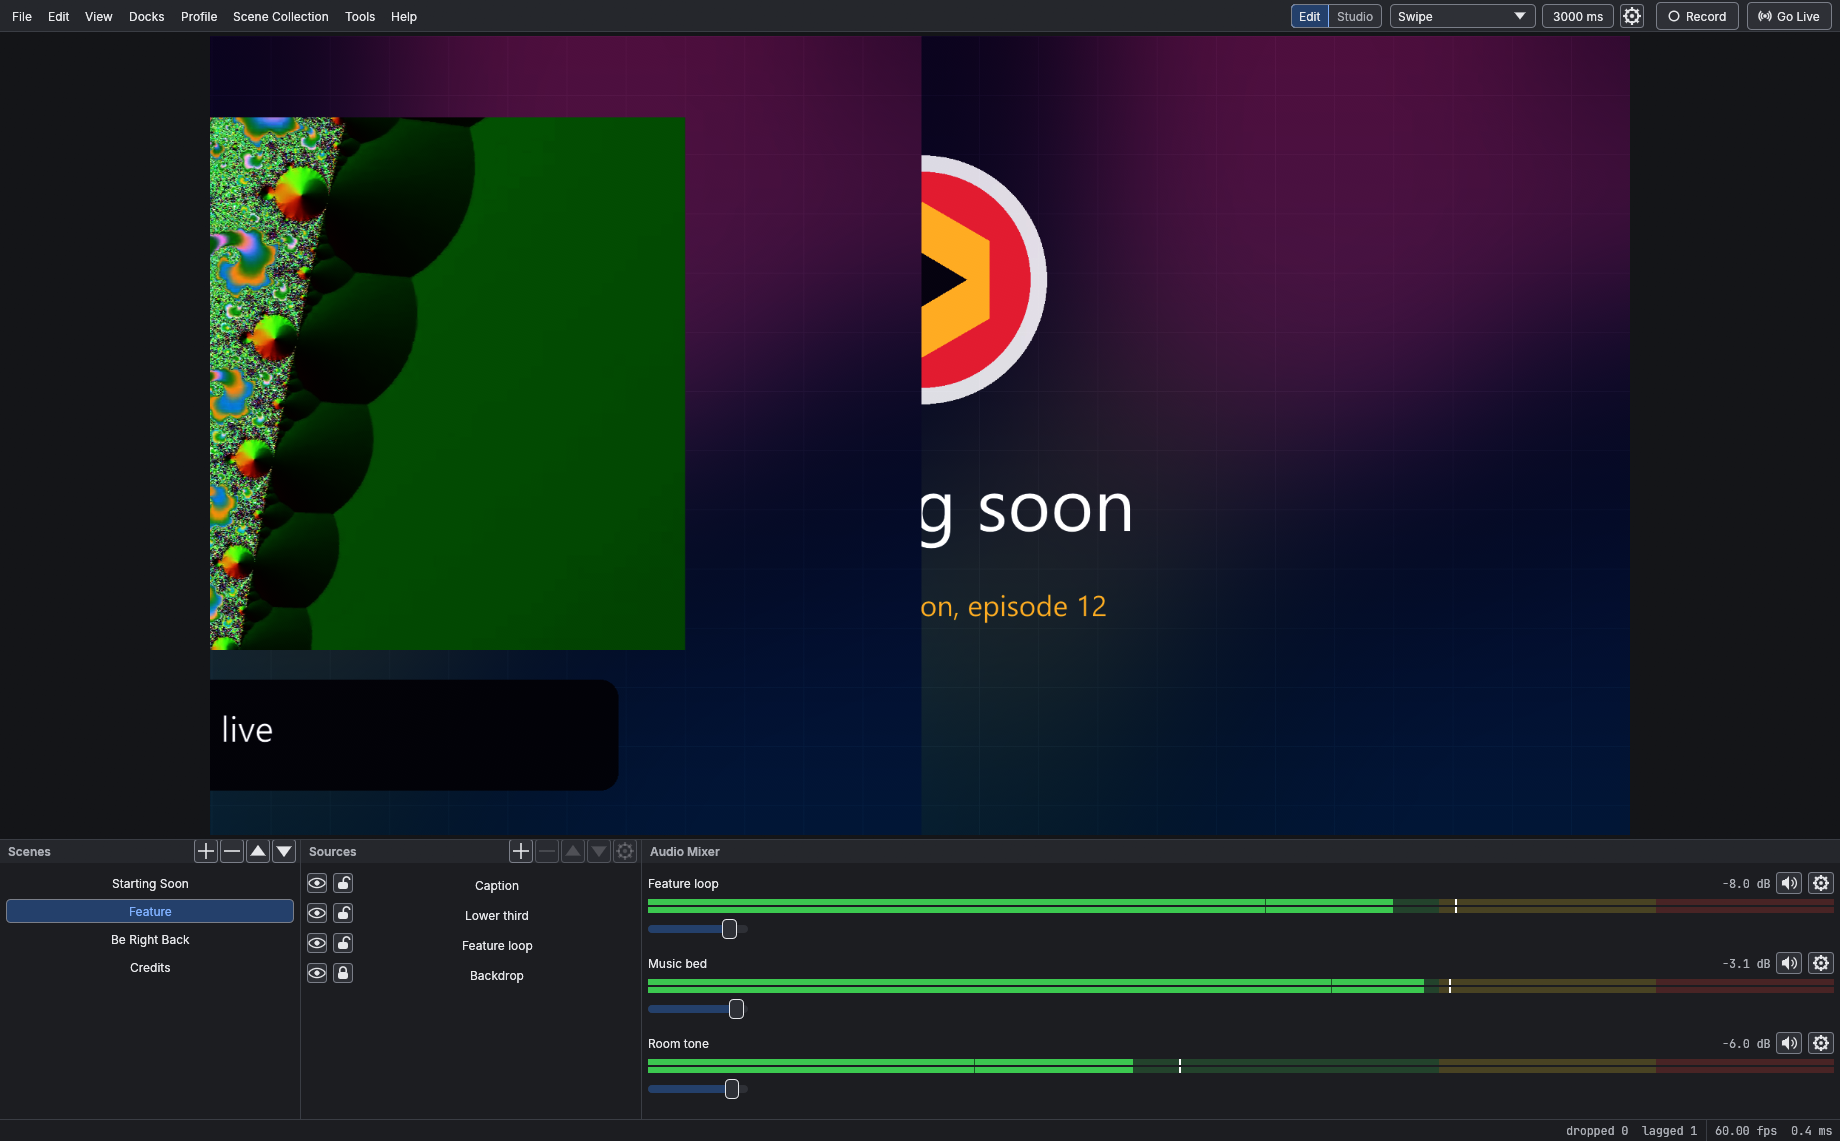 File Edit View Docks Profile Scene Collection Tools Help
Edit Studio Swipe 3000 ms Record Go Live
g soon
on, episode 12
live
Scenes
Starting Soon
Feature
Be Right Back
Credits
Sources
Caption
Lower third
Feature loop
Backdrop
Audio Mixer
Feature loop -8.0 dB
Music bed -3.1 dB
Room tone -6.0 dB
dropped 0 lagged 1 60.00 fps 0.4 ms